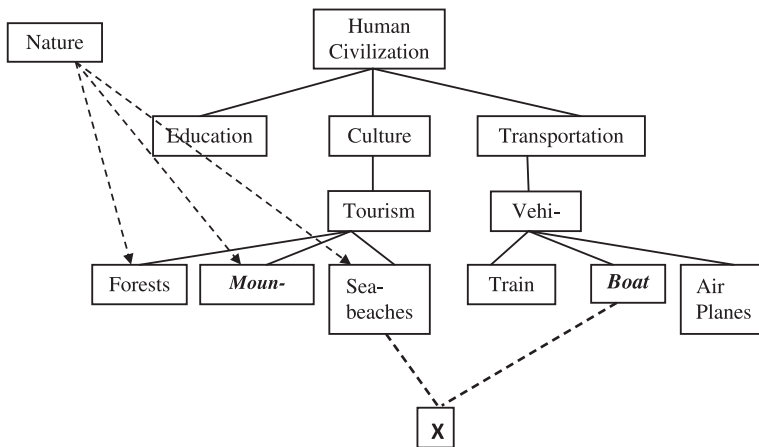 Nature
Human
Civilization
Education
Culture
Transportation
Tourism
Vehi-
Forests
Moun-
Sea-
beaches
Train
Boat
Air
Planes
X